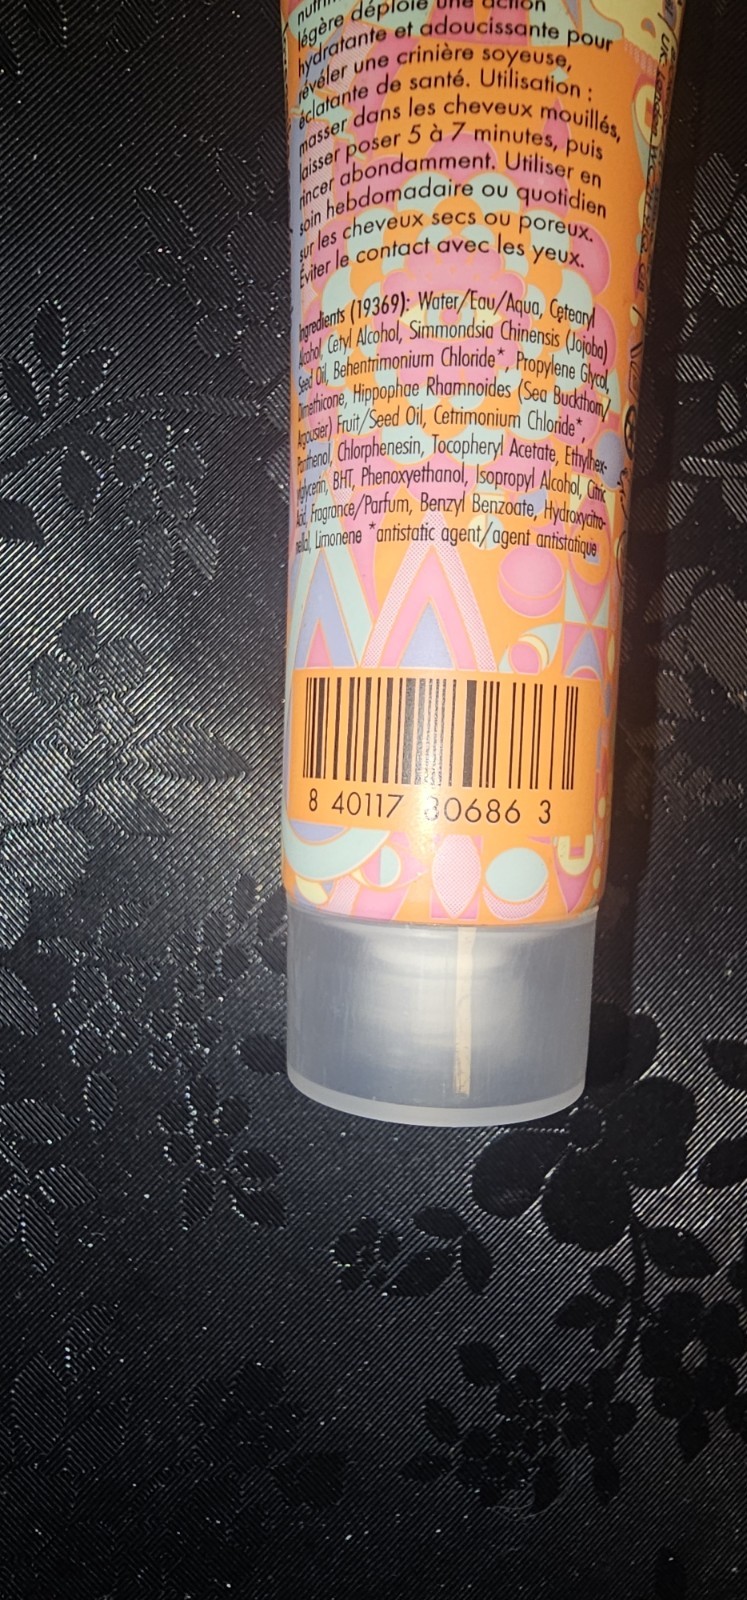 légère déploie une action
hydratante et adoucissante pour
révéler une crinière soyeuse,
éclatante de santé. Utilisation :
masser dans les cheveux mouillés,
laisser poser 5 à 7 minutes, puis
rincer abondamment. Utiliser en
soin hebdomadaire ou quotidien
sur les cheveux secs ou poreux.
Éviter le contact avec les yeux.
Ingredients (19369): Water/Eau/Aqua, Cetearyl
Alcohol, Cetyl Alcohol, Simmondsia Chinensis (Jojoba)
Seed Oil, Behentrimonium Chloride*, Propylene Glycol,
Dimethicone, Hippophae Rhamnoides (Sea Buckthorn/
Argousier) Fruit/Seed Oil, Cetrimonium Chloride*,
Panthenol, Chlorphenesin, Tocopheryl Acetate, Ethylhex-
ylglycerin, BHT, Phenoxyethanol, Isopropyl Alcohol, Citric
Acid, Fragrance/Parfum, Benzyl Benzoate, Hydroxycitro-
nellal, Limonene *antistatic agent/agent antistatique
8 40117 30686 3